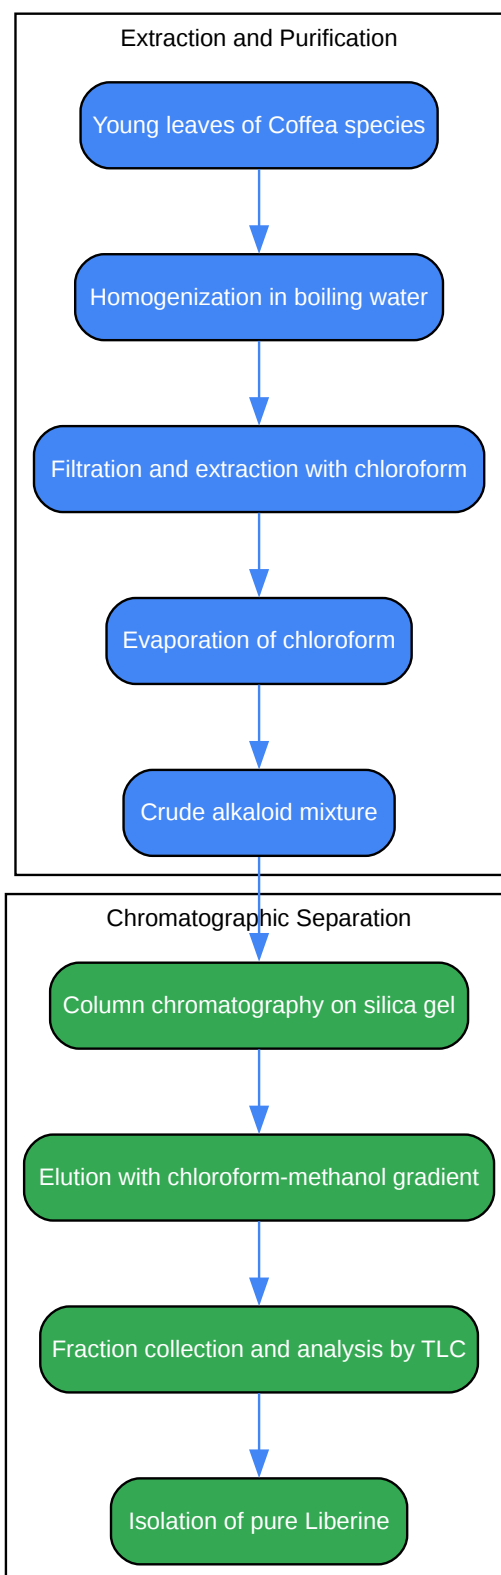 Extraction and Purification
Young leaves of Coffea species
Homogenization in boiling water
Filtration and extraction with chloroform
Evaporation of chloroform
Crude alkaloid mixture
Chromatographic Separation
Column chromatography on silica gel
Elution with chloroform-methanol gradient
Fraction collection and analysis by TLC
Isolation of pure Liberine